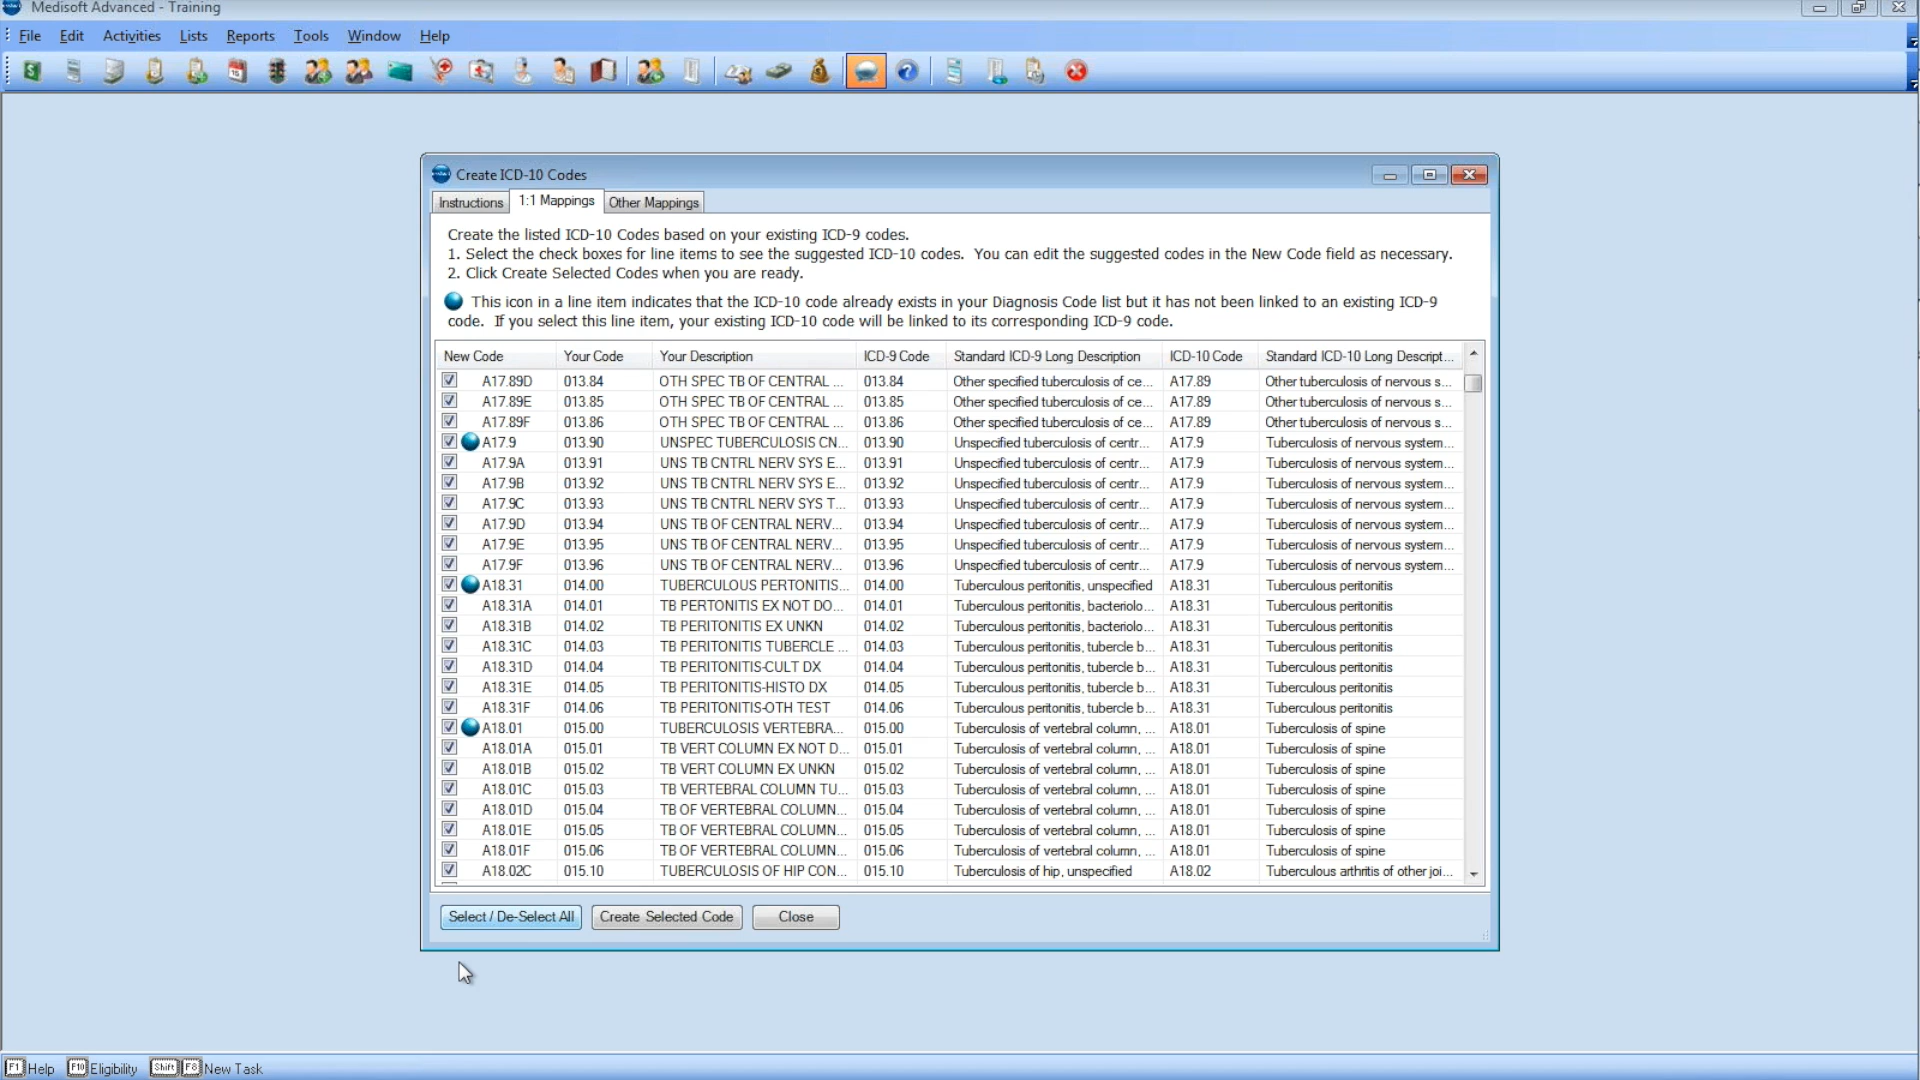 Medisoft Advanced - Training
File Edit Activities Lists Reports Tools Window Help
Create ICD-10 Codes
Instructions 1:1 Mappings Other Mappings
Create the listed ICD-10 Codes based on your existing ICD-9 codes.
1. Select the check boxes for line items to see the suggested ICD-10 codes. You can edit the suggested codes in the New Code field as necessary.
2. Click Create Selected Codes when you are ready.
This icon in a line item indicates that the ICD-10 code already exists in your Diagnosis Code list but it has not been linked to an existing ICD-9
code. If you select this line item, your existing ICD-10 code will be linked to its corresponding ICD-9 code.
New Code Your Code Your Description ICD-9 Code Standard ICD-9 Long Description ICD-10 Code Standard ICD-10 Long Descript...
A17.89D 013.84 OTH SPEC TB OF CENTRAL ... 013.84 Other specified tuberculosis of ce... A17.89 Other tuberculosis of nervous s...
A17.89E 013.85 OTH SPEC TB OF CENTRAL ... 013.85 Other specified tuberculosis of ce... A17.89 Other tuberculosis of nervous s...
A17.89F 013.86 OTH SPEC TB OF CENTRAL ... 013.86 Other specified tuberculosis of ce... A17.89 Other tuberculosis of nervous s...
A17.9 013.90 UNSPEC TUBERCULOSIS CN... 013.90 Unspecified tuberculosis of centr... A17.9 Tuberculosis of nervous system...
A17.9A 013.91 UNS TB CNTRL NERV SYS E... 013.91 Unspecified tuberculosis of centr... A17.9 Tuberculosis of nervous system...
A17.9B 013.92 UNS TB CNTRL NERV SYS E... 013.92 Unspecified tuberculosis of centr... A17.9 Tuberculosis of nervous system...
A17.9C 013.93 UNS TB CNTRL NERV SYS T... 013.93 Unspecified tuberculosis of centr... A17.9 Tuberculosis of nervous system...
A17.9D 013.94 UNS TB OF CENTRAL NERV... 013.94 Unspecified tuberculosis of centr... A17.9 Tuberculosis of nervous system...
A17.9E 013.95 UNS TB OF CENTRAL NERV... 013.95 Unspecified tuberculosis of centr... A17.9 Tuberculosis of nervous system...
A17.9F 013.96 UNS TB OF CENTRAL NERV... 013.96 Unspecified tuberculosis of centr... A17.9 Tuberculosis of nervous system...
A18.31 014.00 TUBERCULOUS PERTONITIS... 014.00 Tuberculous peritonitis, unspecified A18.31 Tuberculous peritonitis
A18.31A 014.01 TB PERTONITIS EX NOT DO... 014.01 Tuberculous peritonitis, bacteriolo... A18.31 Tuberculous peritonitis
A18.31B 014.02 TB PERITONITIS EX UNKN 014.02 Tuberculous peritonitis, bacteriolo... A18.31 Tuberculous peritonitis
A18.31C 014.03 TB PERITONITIS TUBERCLE ... 014.03 Tuberculous peritonitis, tubercle b... A18.31 Tuberculous peritonitis
A18.31D 014.04 TB PERITONITIS-CULT DX 014.04 Tuberculous peritonitis, tubercle b... A18.31 Tuberculous peritonitis
A18.31E 014.05 TB PERITONITIS-HISTO DX 014.05 Tuberculous peritonitis, tubercle b... A18.31 Tuberculous peritonitis
A18.31F 014.06 TB PERITONITIS-OTH TEST 014.06 Tuberculous peritonitis, tubercle b... A18.31 Tuberculous peritonitis
A18.01 015.00 TUBERCULOSIS VERTEBRA... 015.00 Tuberculosis of vertebral column, ... A18.01 Tuberculosis of spine
A18.01A 015.01 TB VERT COLUMN EX NOT D... 015.01 Tuberculosis of vertebral column, ... A18.01 Tuberculosis of spine
A18.01B 015.02 TB VERT COLUMN EX UNKN 015.02 Tuberculosis of vertebral column, ... A18.01 Tuberculosis of spine
A18.01C 015.03 TB VERTEBRAL COLUMN TU... 015.03 Tuberculosis of vertebral column, ... A18.01 Tuberculosis of spine
A18.01D 015.04 TB OF VERTEBRAL COLUMN... 015.04 Tuberculosis of vertebral column, ... A18.01 Tuberculosis of spine
A18.01E 015.05 TB OF VERTEBRAL COLUMN... 015.05 Tuberculosis of vertebral column, ... A18.01 Tuberculosis of spine
A18.01F 015.06 TB OF VERTEBRAL COLUMN... 015.06 Tuberculosis of vertebral column, ... A18.01 Tuberculosis of spine
A18.02C 015.10 TUBERCULOSIS OF HIP CON... 015.10 Tuberculosis of hip, unspecified A18.02 Tuberculous arthritis of other joi...
Select / De-Select All Create Selected Code Close
F1 Help F10 Eligibility Shift F8 New Task